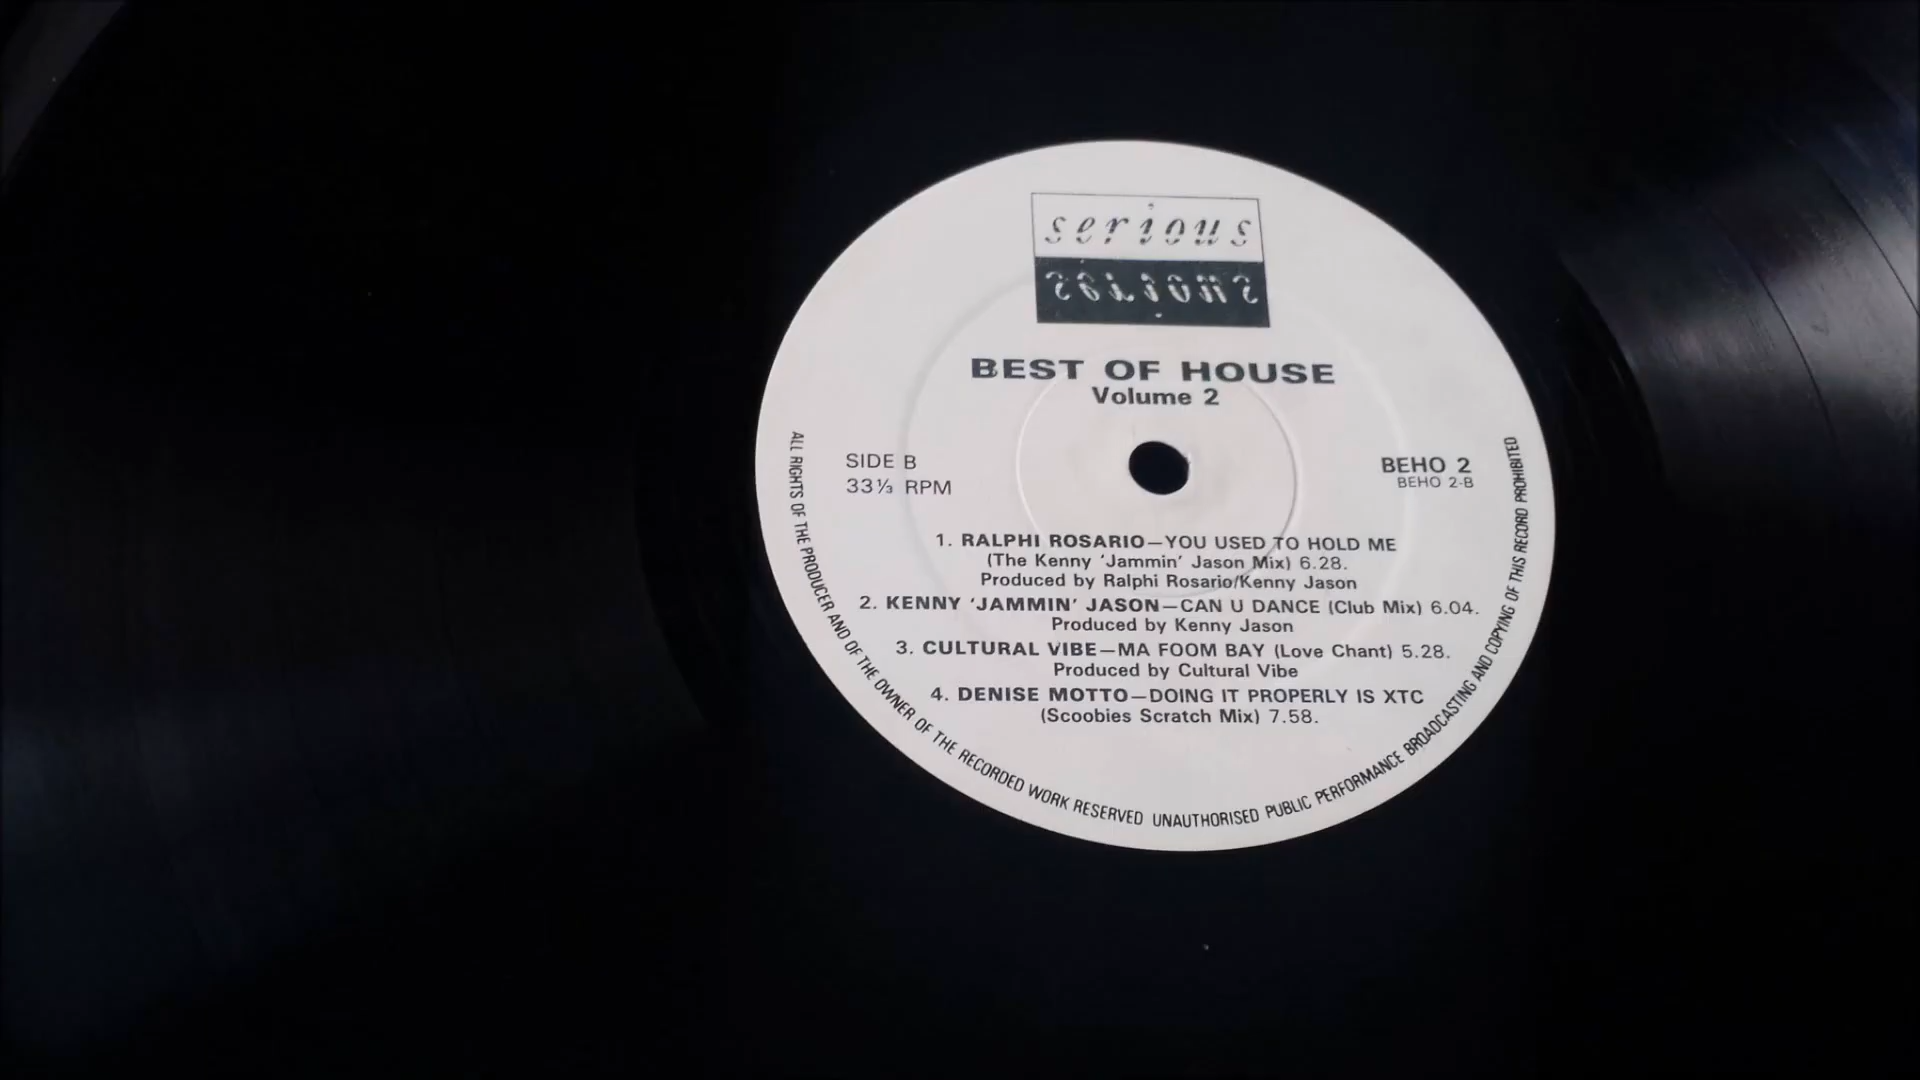 serious
serious
BEST OF HOUSE
Volume 2
SIDE B
33⅓ RPM
BEHO 2
BEHO 2-B
1. RALPHI ROSARIO—YOU USED TO HOLD ME
(The Kenny ‘Jammin’ Jason Mix) 6.28.
Produced by Ralphi Rosario/Kenny Jason
2. KENNY ‘JAMMIN’ JASON—CAN U DANCE (Club Mix) 6.04.
Produced by Kenny Jason
3. CULTURAL VIBE—MA FOOM BAY (Love Chant) 5.28.
Produced by Cultural Vibe
4. DENISE MOTTO—DOING IT PROPERLY IS XTC
(Scoobies Scratch Mix) 7.58.
ALL RIGHTS OF THE PRODUCER AND OF THE OWNER OF THE RECORDED WORK RESERVED UNAUTHORISED PUBLIC PERFORMANCE BROADCASTING AND COPYING OF THIS RECORD PROHIBITED